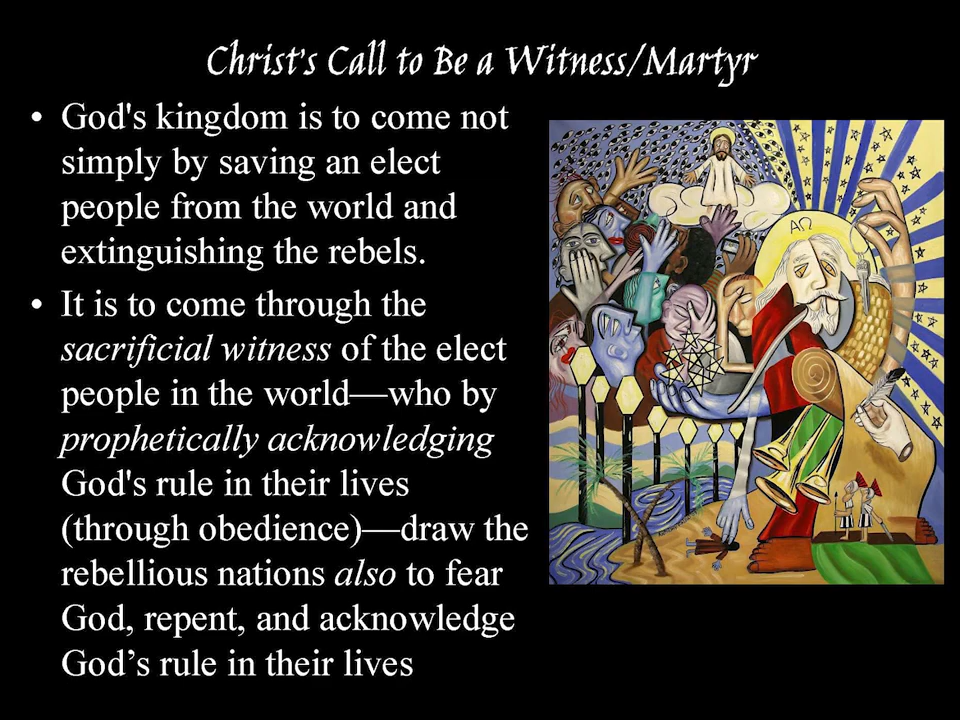 Christ's Call to Be a Witness/Martyr
• God's kingdom is to come not
simply by saving an elect
people from the world and
extinguishing the rebels.
• It is to come through the
sacrificial witness of the elect
people in the world—who by
prophetically acknowledging
God's rule in their lives
(through obedience)—draw the
rebellious nations also to fear
God, repent, and acknowledge
God’s rule in their lives
ΑΩ